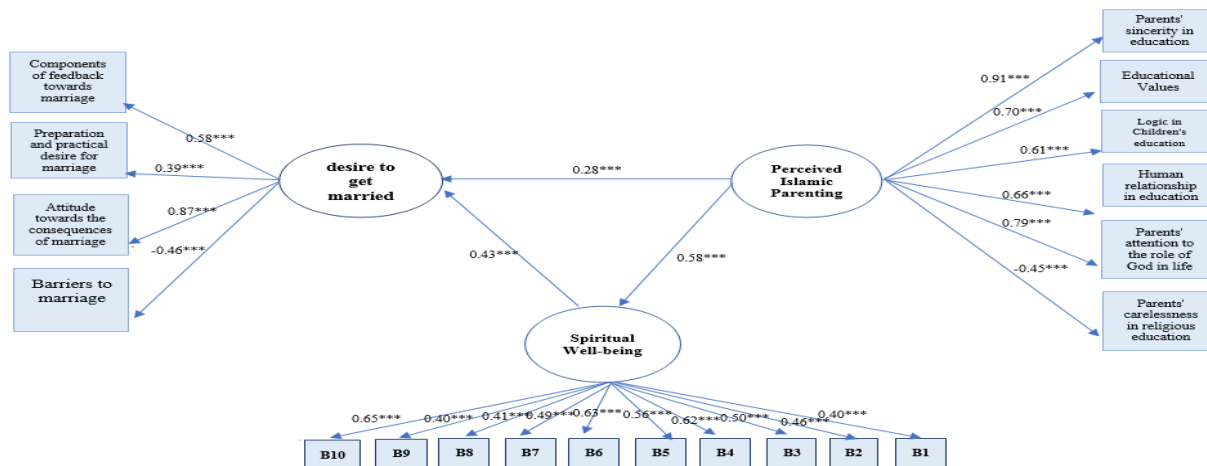 Components
of feedback
towards
marriage
0.58***
Preparation
and practical
desire for
marriage
0.39***
Attitude
towards the
consequences
of marriage
0.87***
Barriers to
marriage
-0.46***
desire to
get
married
0.28***
Perceived
Islamic
Parenting
0.43***
0.58***
Spiritual
Well-being
Parents'
sincerity in
education
0.91***
Educational
Values
0.70***
Logic in
Children's
education
0.61***
Human
relationship
in education
0.66***
Parents'
attention to
the role of
God in life
0.79***
Parents'
carelessness
in religious
education
-0.45***
0.65***
0.40***
0.41***
0.49***
0.63***
0.56***
0.62***
0.50***
0.46***
0.40***
B10
B9
B8
B7
B6
B5
B4
B3
B2
B1